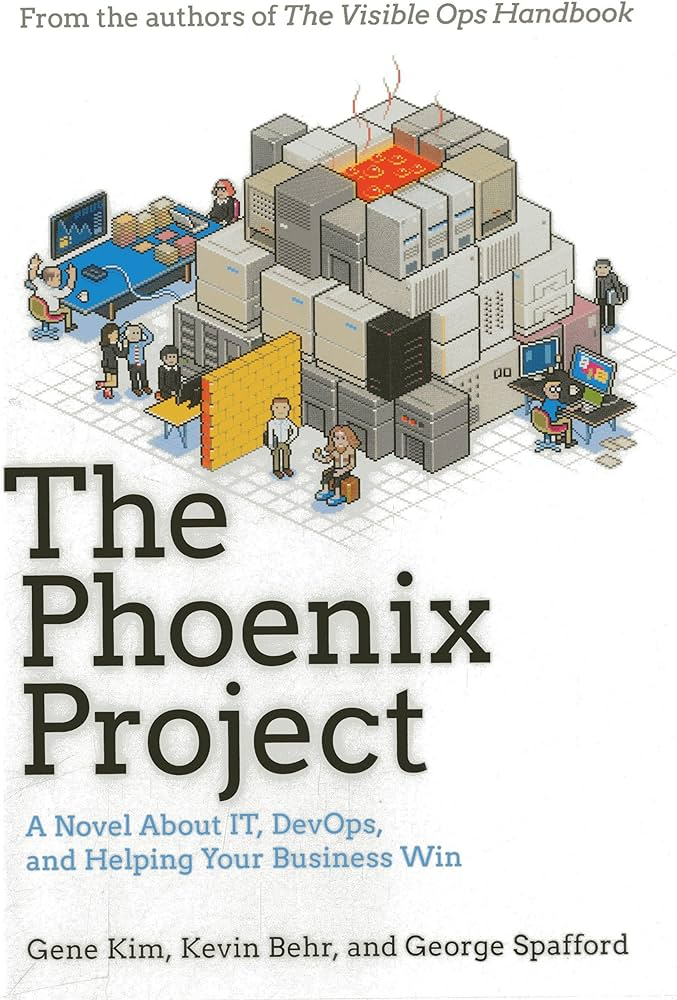 From the authors of The Visible Ops Handbook
The
Phoenix
Project
A Novel About IT, DevOps,
and Helping Your Business Win
Gene Kim, Kevin Behr, and George Spafford